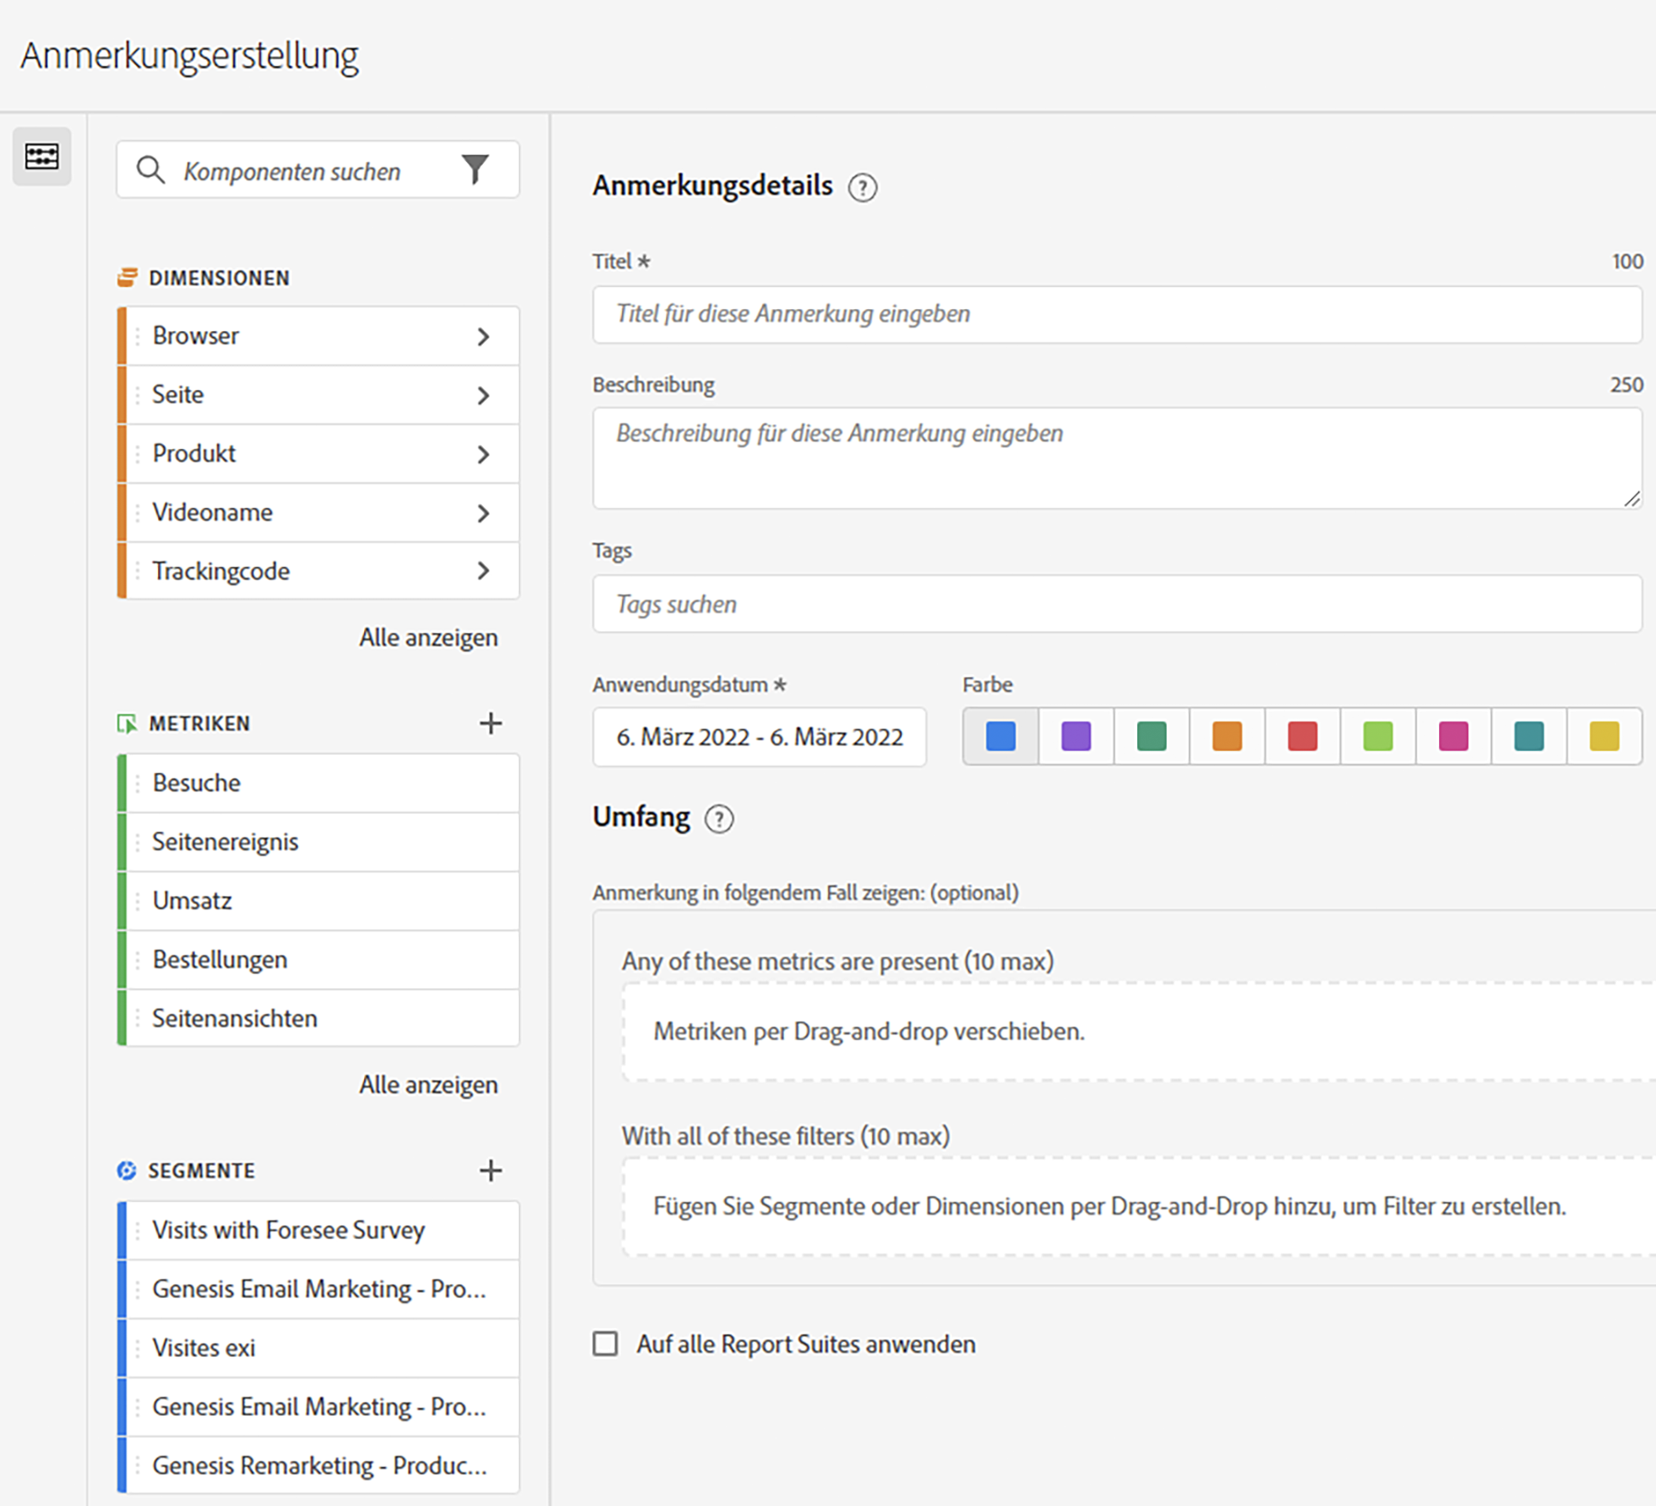 Anmerkungserstellung
Komponenten suchen
DIMENSIONEN
Browser
Seite
Produkt
Videoname
Trackingcode
Alle anzeigen
METRIKEN
Besuche
Seitenereignis
Umsatz
Bestellungen
Seitenansichten
Alle anzeigen
SEGMENTE
Visits with Foresee Survey
Genesis Email Marketing - Pro...
Visites exi
Genesis Email Marketing - Pro...
Genesis Remarketing - Produc...
Anmerkungsdetails ?
Titel * 100
Titel für diese Anmerkung eingeben
Beschreibung 250
Beschreibung für diese Anmerkung eingeben
Tags
Tags suchen
Anwendungsdatum * Farbe
6. März 2022 - 6. März 2022
Umfang ?
Anmerkung in folgendem Fall zeigen: (optional)
Any of these metrics are present (10 max)
Metriken per Drag-and-drop verschieben.
With all of these filters (10 max)
Fügen Sie Segmente oder Dimensionen per Drag-and-Drop hinzu, um Filter zu erstellen.
Auf alle Report Suites anwenden